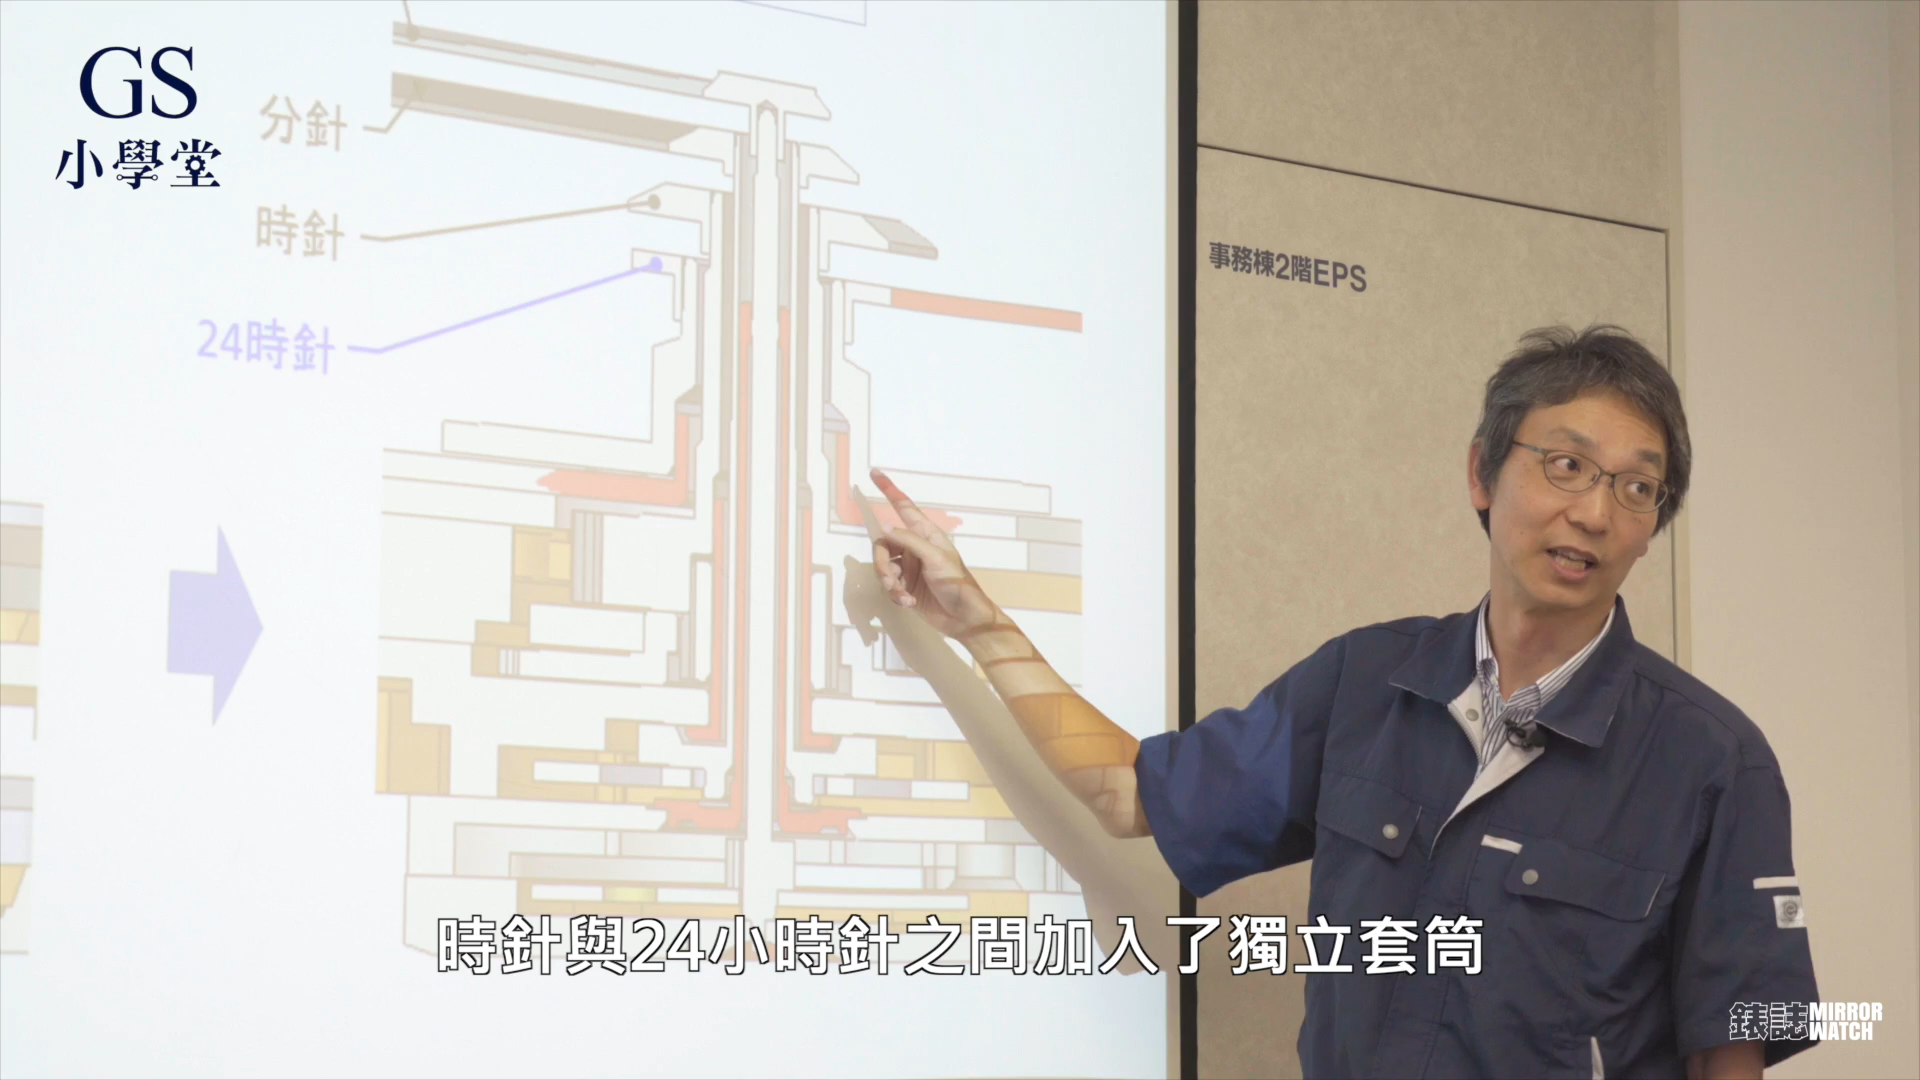 GS
小學堂
分針
時針
24時針
事務棟2階EPS
時針與24小時針之間加入了獨立套筒
錶誌 MIRROR
WATCH